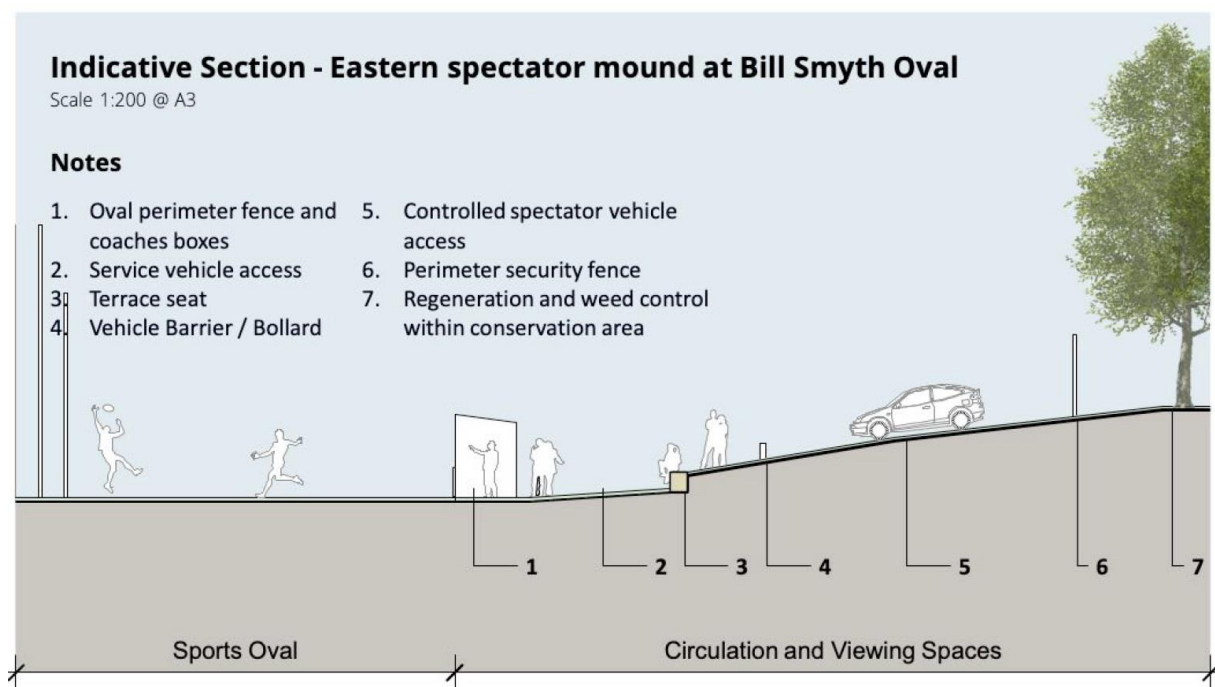 Indicative Section - Eastern spectator mound at Bill Smyth Oval
Scale 1:200 @ A3
Notes
1. Oval perimeter fence and
coaches boxes
2. Service vehicle access
3. Terrace seat
4. Vehicle Barrier / Bollard
5. Controlled spectator vehicle
access
6. Perimeter security fence
7. Regeneration and weed control
within conservation area
1 2 3 4 5 6 7
Sports Oval Circulation and Viewing Spaces